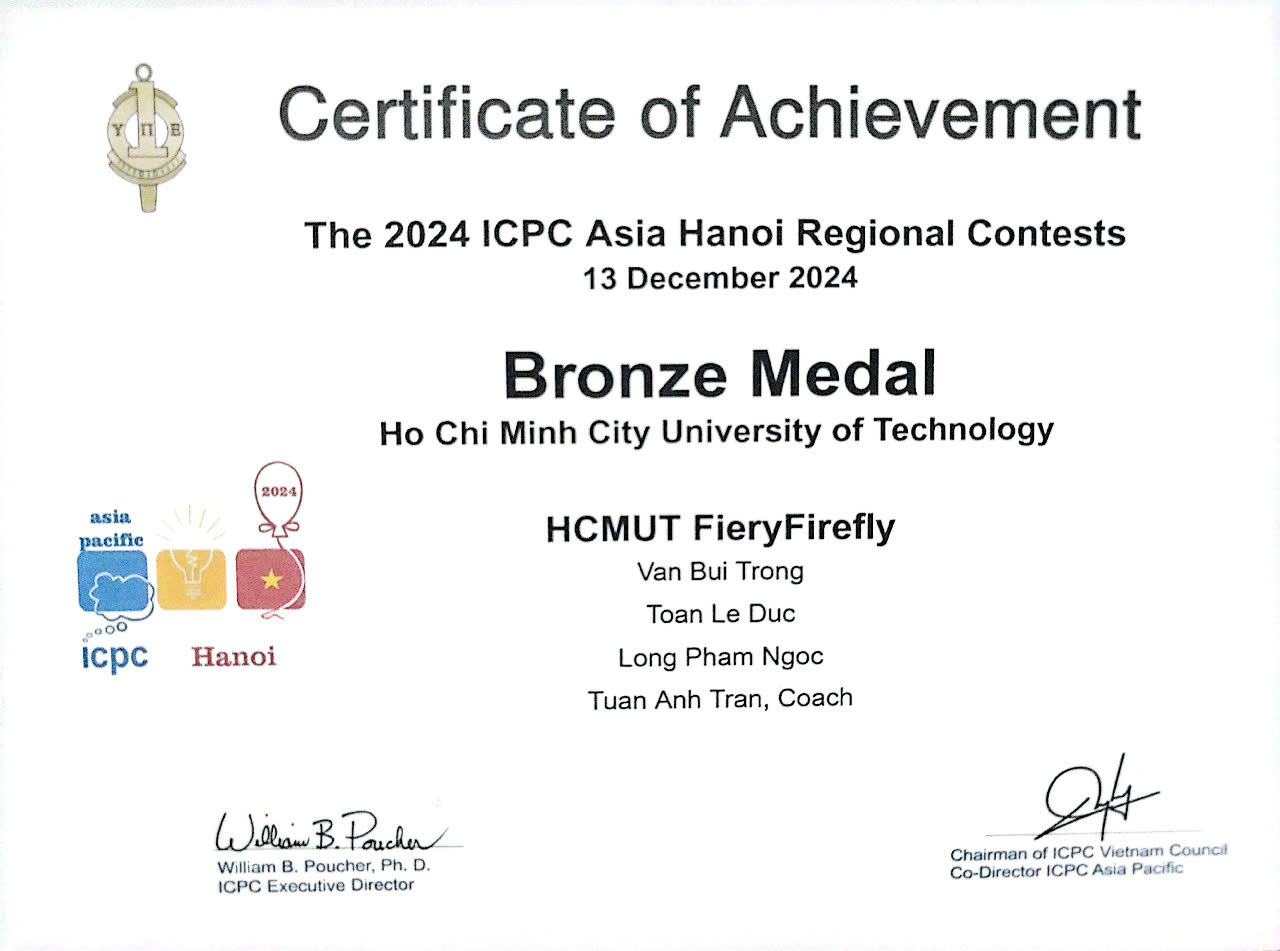 Υ Π Ε
Certificate of Achievement
The 2024 ICPC Asia Hanoi Regional Contests
13 December 2024
Bronze Medal
Ho Chi Minh City University of Technology
2024
asia
pacific
icpc
Hanoi
HCMUT FieryFirefly
Van Bui Trong
Toan Le Duc
Long Pham Ngoc
Tuan Anh Tran, Coach
William B. Poucher
William B. Poucher, Ph. D.
ICPC Executive Director
Chairman of ICPC Vietnam Council
Co-Director ICPC Asia Pacific